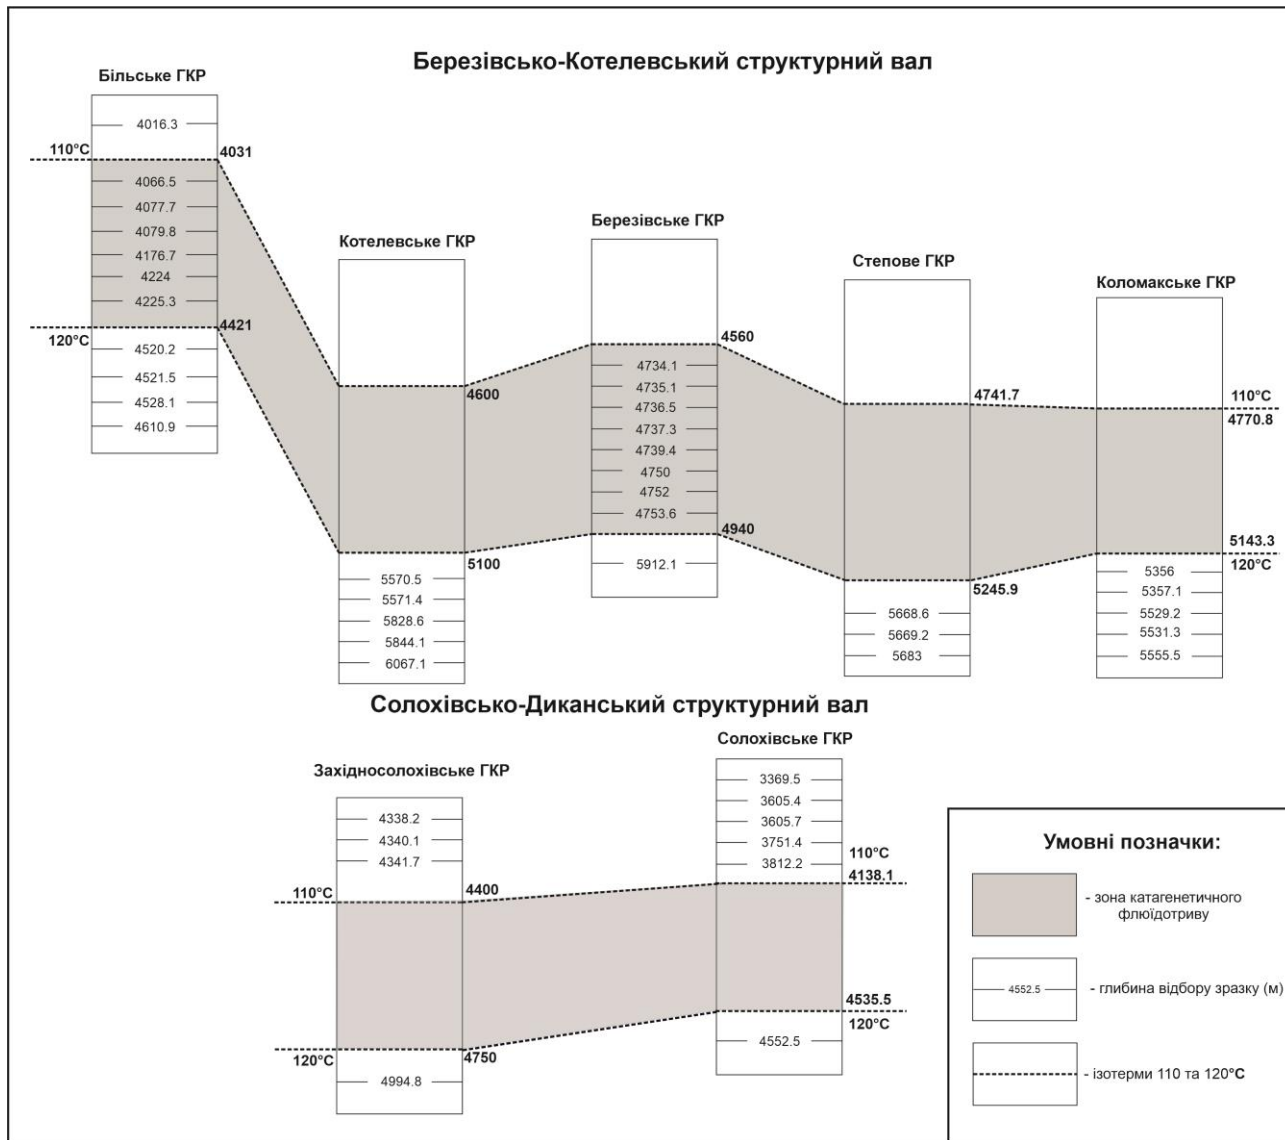 Березівсько-Котелевський структурний вал
Більське ГКР
4016.3
110°С
4031
4066.5
4077.7
4079.8
4176.7
4224
4225.3
120°С
4421
4520.2
4521.5
4528.1
4610.9
Котелевське ГКР
4600
5100
5570.5
5571.4
5828.6
5844.1
6067.1
Березівське ГКР
4560
4734.1
4735.1
4736.5
4737.3
4739.4
4750
4752
4753.6
4940
5912.1
Степове ГКР
4741.7
5245.9
5668.6
5669.2
5683
Коломакське ГКР
110°С
4770.8
5143.3
120°С
5356
5357.1
5529.2
5531.3
5555.5
Солохівсько-Диканський структурний вал
Західносолохівське ГКР
4338.2
4340.1
4341.7
110°С
4400
120°С
4750
4994.8
Солохівське ГКР
3369.5
3605.4
3605.7
3751.4
3812.2
110°С
4138.1
4535.5
120°С
4552.5
Умовні позначки:
- зона катагенетичного
флюїдотриву
4552.5
- глибина відбору зразку (м)
- ізотерми 110 та 120°С